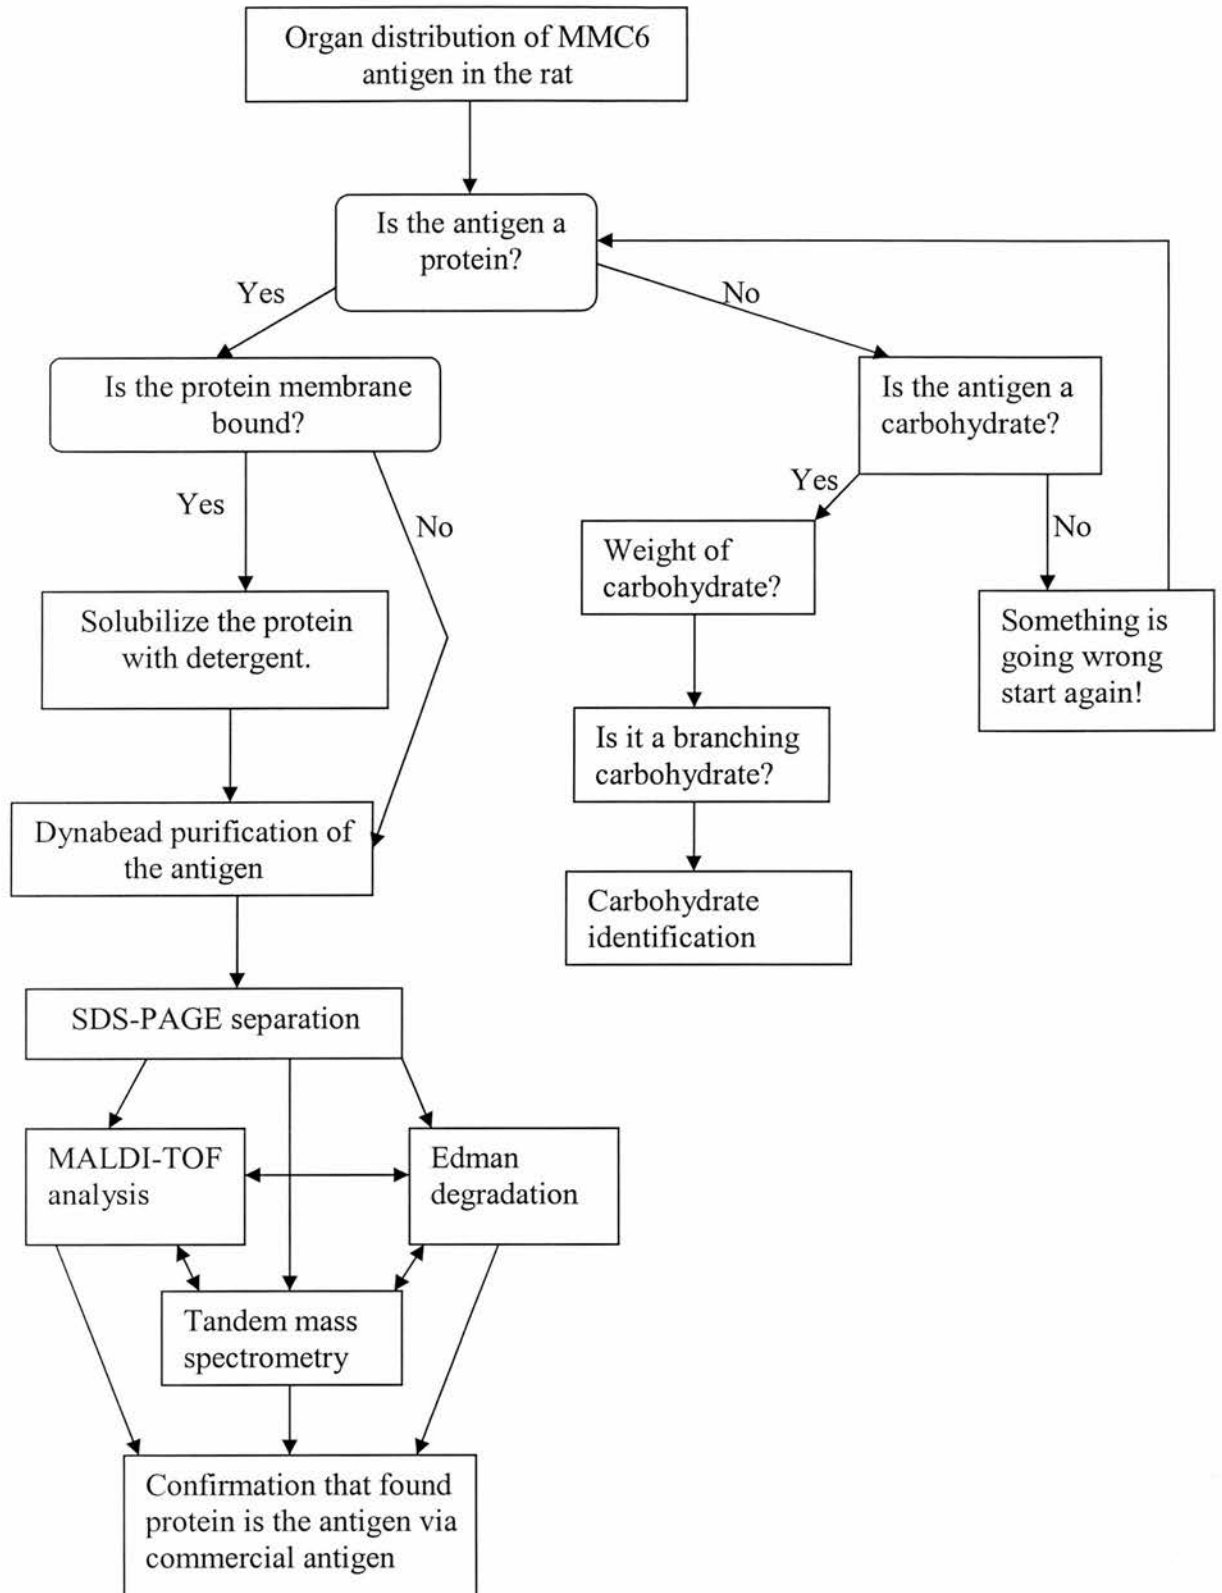 Organ distribution of MMC6
antigen in the rat
Is the antigen a
protein?
Yes
No
Is the protein membrane
bound?
Is the antigen a
carbohydrate?
Yes
No
Yes
No
Weight of
carbohydrate?
Solubilize the protein
with detergent.
Something is
going wrong
start again!
Is it a branching
carbohydrate?
Dynabead purification of
the antigen
Carbohydrate
identification
SDS-PAGE separation
MALDI-TOF
analysis
Edman
degradation
Tandem mass
spectrometry
Confirmation that found
protein is the antigen via
commercial antigen